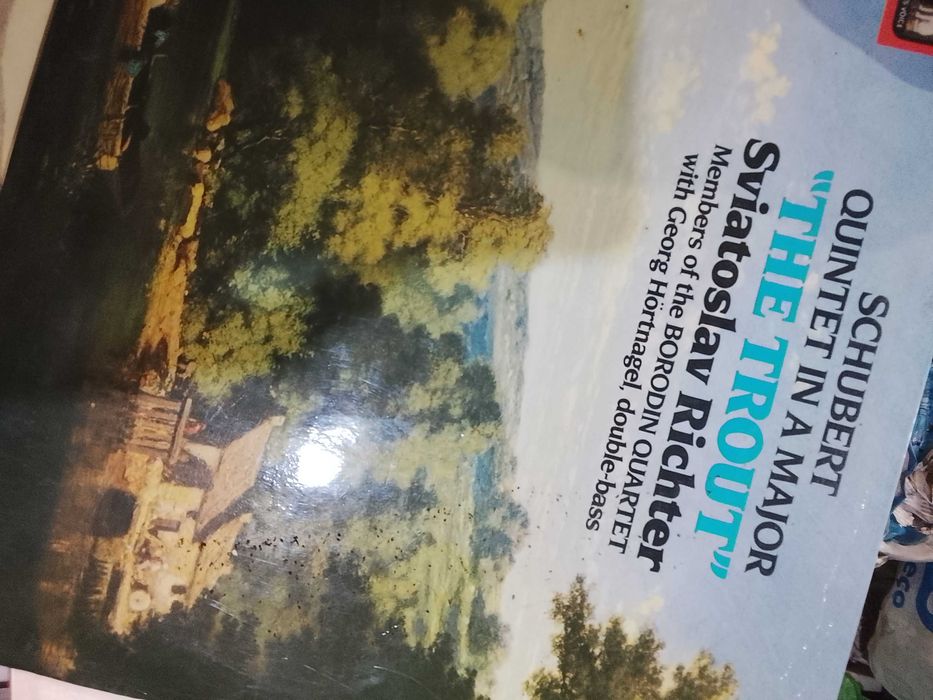 SCHUBERT
QUINTET IN A MAJOR
"THE TROUT"
Sviatoslav Richter
Members of the BORODIN QUARTET
with Georg Hörtnagel, double-bass